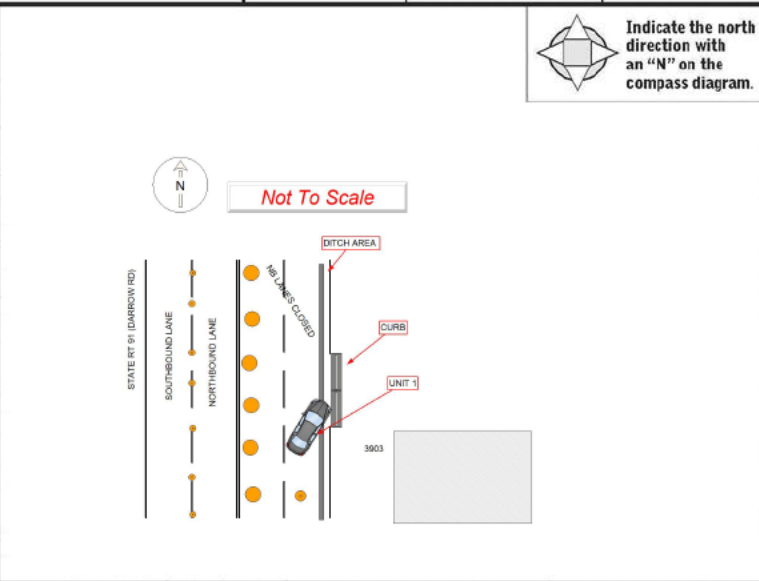 Indicate the north
direction with
an “N” on the
compass diagram.
N
Not To Scale
DITCH AREA
NB LANES CLOSED
STATE RT 91 (DARROW RD)
SOUTHBOUND LANE
NORTHBOUND LANE
CURB
UNIT 1
3903